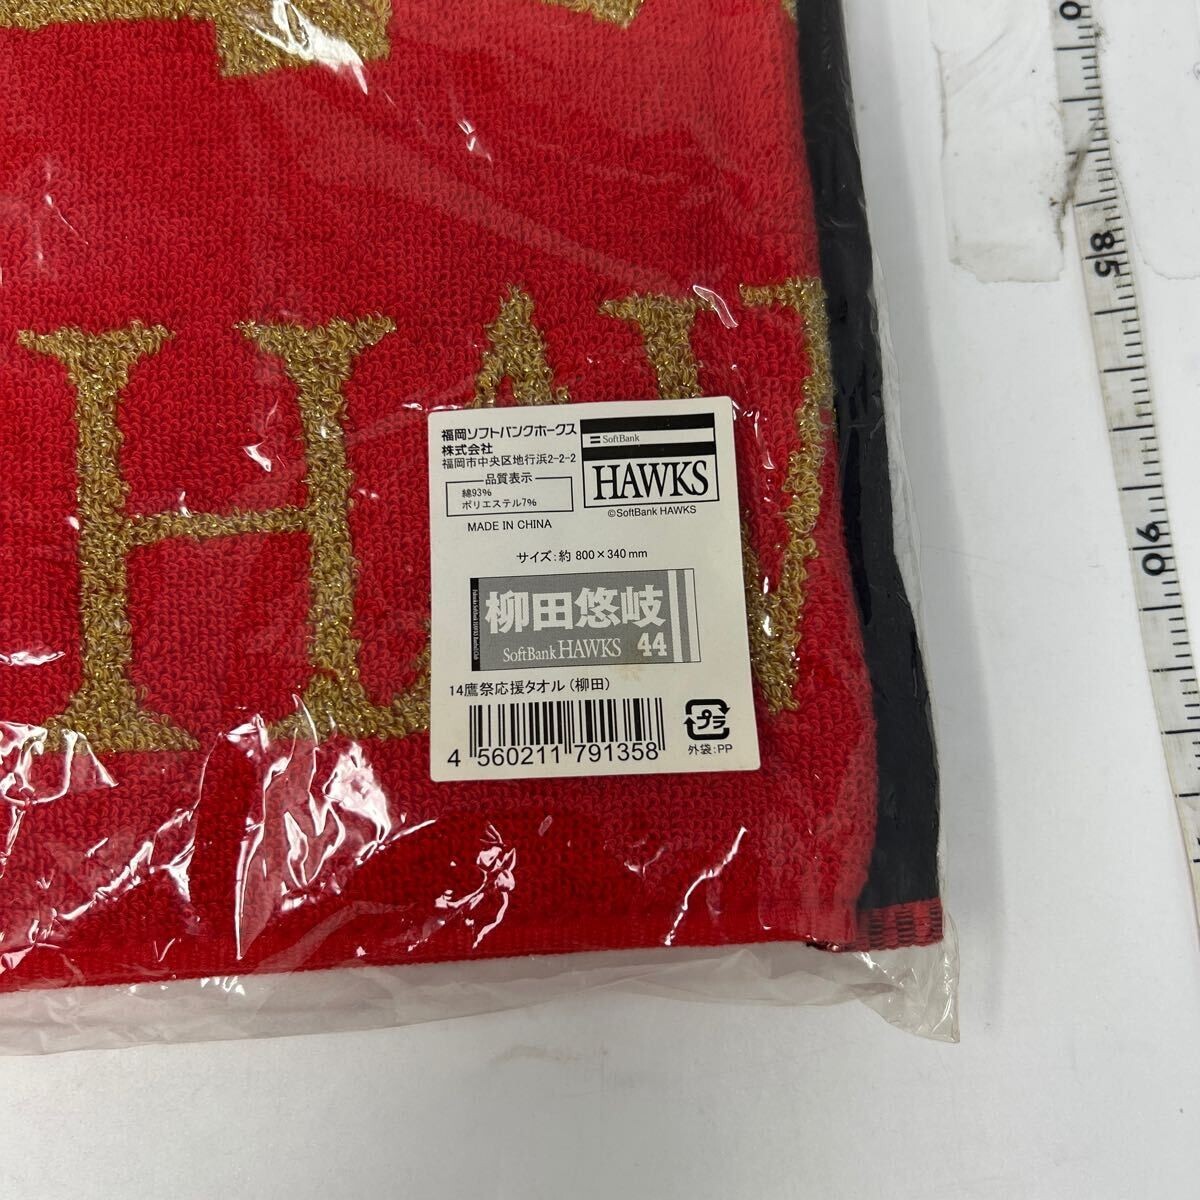 HAW
福岡ソフトバンクホークス
株式会社
福岡市中央区地行浜2-2-2
品質表示
綿93%
ポリエステル7%
MADE IN CHINA
SoftBank
HAWKS
©SoftBank HAWKS
サイズ:約 800×340mm
柳田悠岐
SoftBank HAWKS 44
14鷹祭応援タオル(柳田)
4 560211 791358
プラ
外袋:PP
85
90